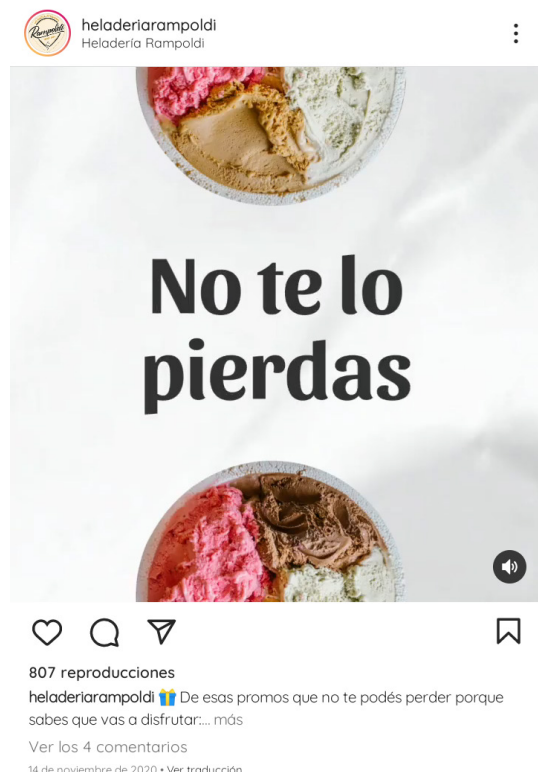 Rampoldi
heladeriarampoldi
Heladería Rampoldi
No te lo
pierdas
807 reproducciones
heladeriarampoldi 🎁 De esas promos que no te podés perder porque
sabes que vas a disfrutar:... más
Ver los 4 comentarios
14 de noviembre de 2020 • Ver traducción